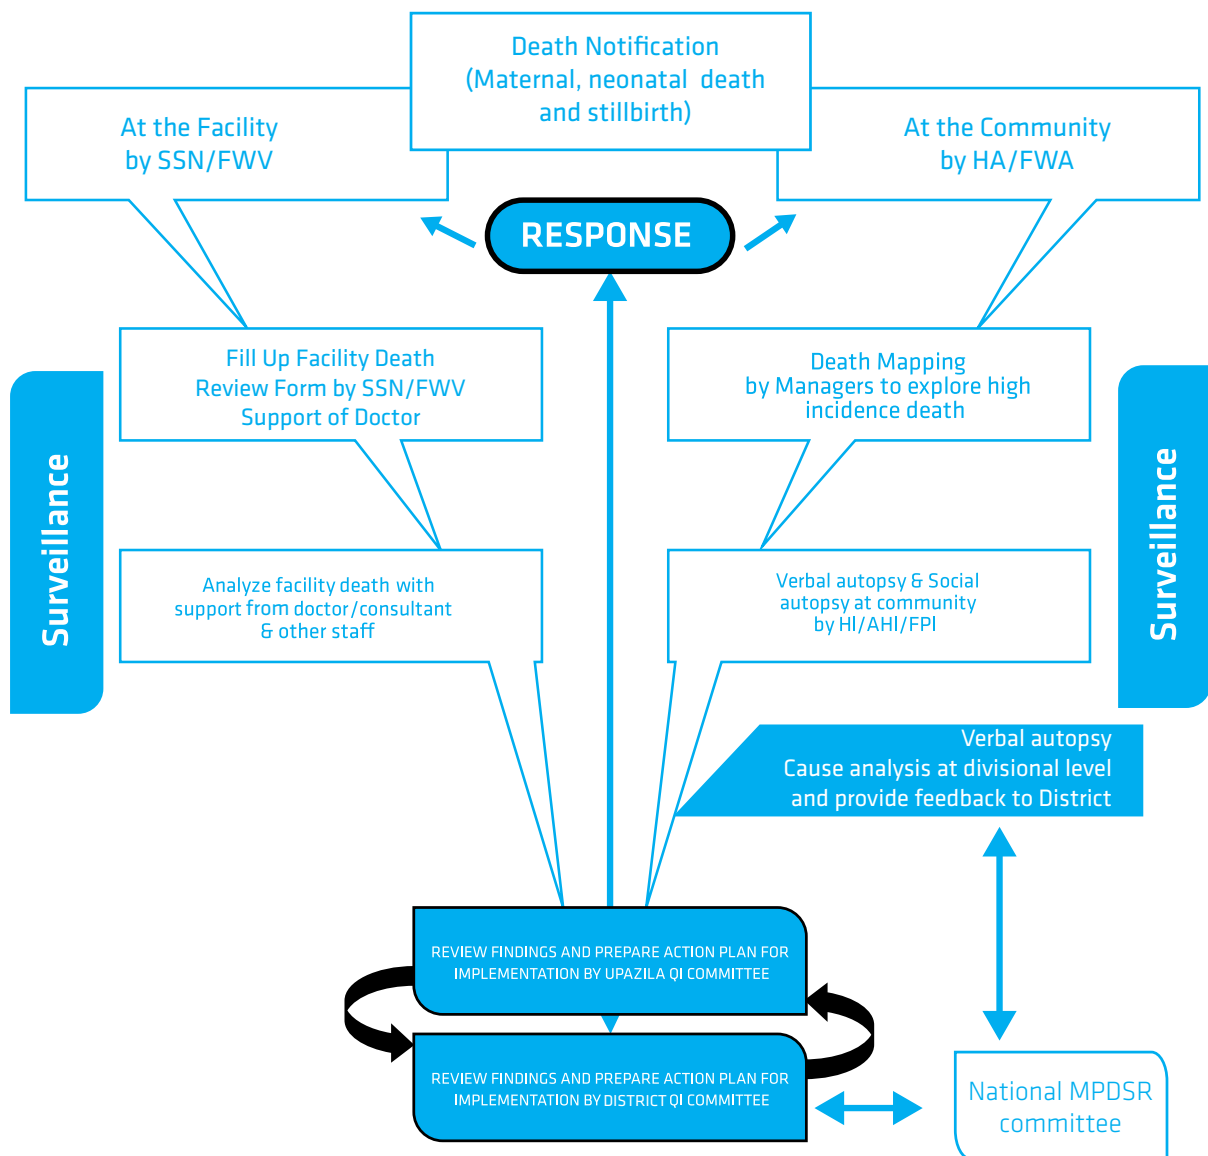 Death Notification
(Maternal, neonatal death
and stillbirth)
At the Facility
by SSN/FWV
At the Community
by HA/FWA
RESPONSE
Fill Up Facility Death
Review Form by SSN/FWV
Support of Doctor
Death Mapping
by Managers to explore high
incidence death
Surveillance
Surveillance
Analyze facility death with
support from doctor/consultant
& other staff
Verbal autopsy & Social
autopsy at community
by HI/AHI/FPI
Verbal autopsy
Cause analysis at divisional level
and provide feedback to District
REVIEW FINDINGS AND PREPARE ACTION PLAN FOR
IMPLEMENTATION BY UPAZILA QI COMMITTEE
REVIEW FINDINGS AND PREPARE ACTION PLAN FOR
IMPLEMENTATION BY DISTRICT QI COMMITTEE
National MPDSR
committee